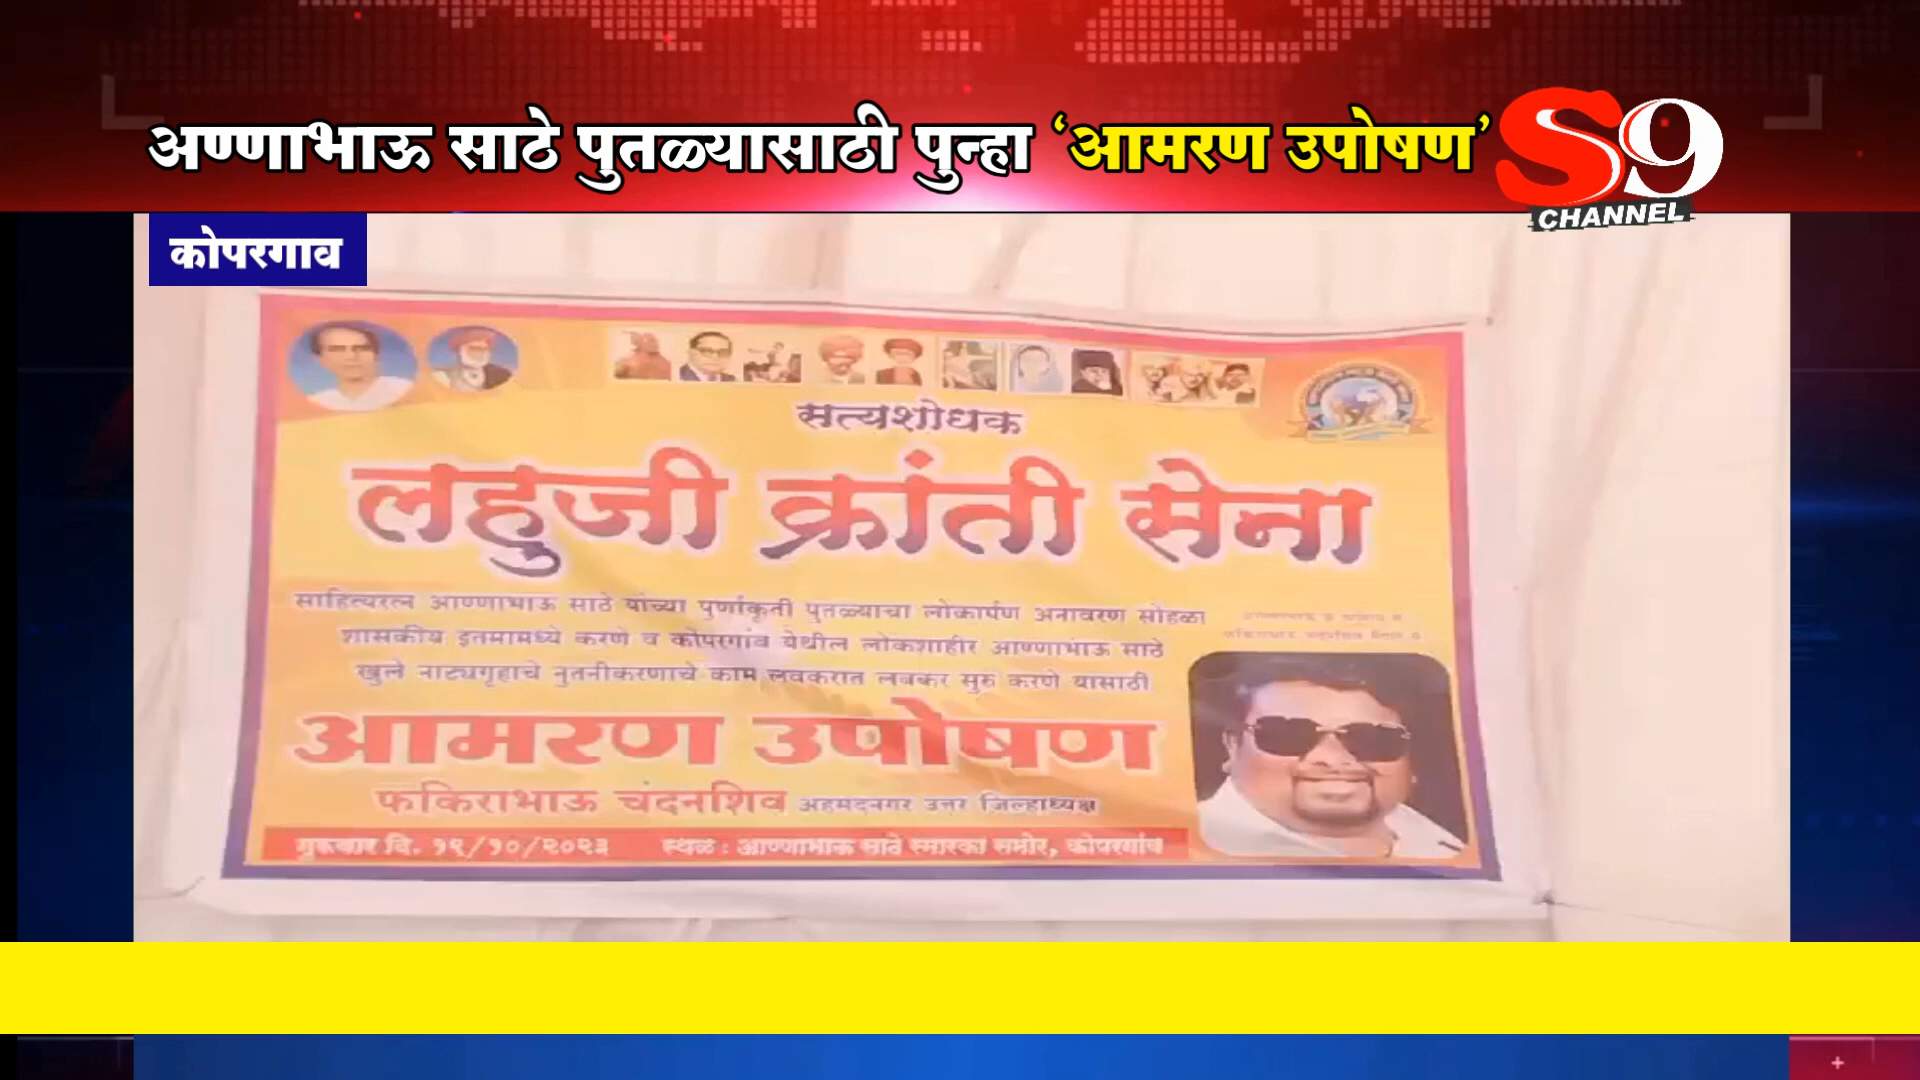 अण्णाभाऊ साठे पुतळ्यासाठी पुन्हा ‘आमरण उपोषण’
S9
CHANNEL
कोपरगाव
सत्यशोधक
लहुजी क्रांती सेना
साहित्यरत्न आण्णाभाऊ साठे यांच्या पुर्णाकृती पुतळ्याचा लोकार्पण अनावरण सोहळा
शासकीय इतमामध्ये करणे व कोपरगांव येथील लोकशाहीर आण्णाभाऊ साठे
खुले नाट्यगृहाचे नुतनीकरणाचे काम लवकरात लवकर सुरु करणे यासाठी
आमरण उपोषण
फकिराभाऊ चंदनशिव अहमदनगर उत्तर जिल्हाध्यक्ष
गुरुवार दि. १९/१०/२०२३ स्थळ : आण्णाभाऊ साठे स्मारका समोर, कोपरगांव